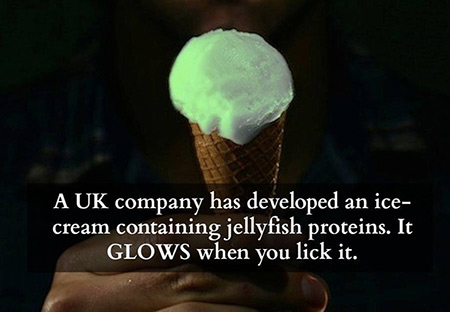 A UK company has developed an ice-
cream containing jellyfish proteins. It
GLOWS when you lick it.